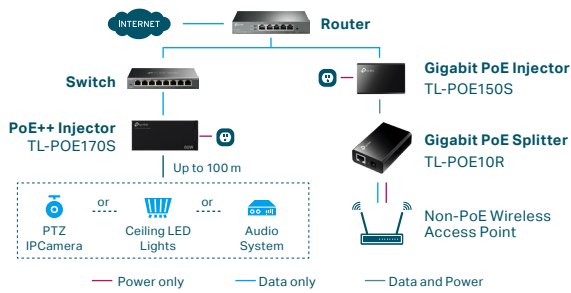 INTERNET
Router
Switch
Gigabit PoE Injector
TL-POE150S
PoE++ Injector
TL-POE170S
Gigabit PoE Splitter
TL-POE10R
Up to 100 m
or
or
PTZ
IPCamera
Ceiling LED
Lights
Audio
System
Non-PoE Wireless
Access Point
Power only
Data only
Data and Power